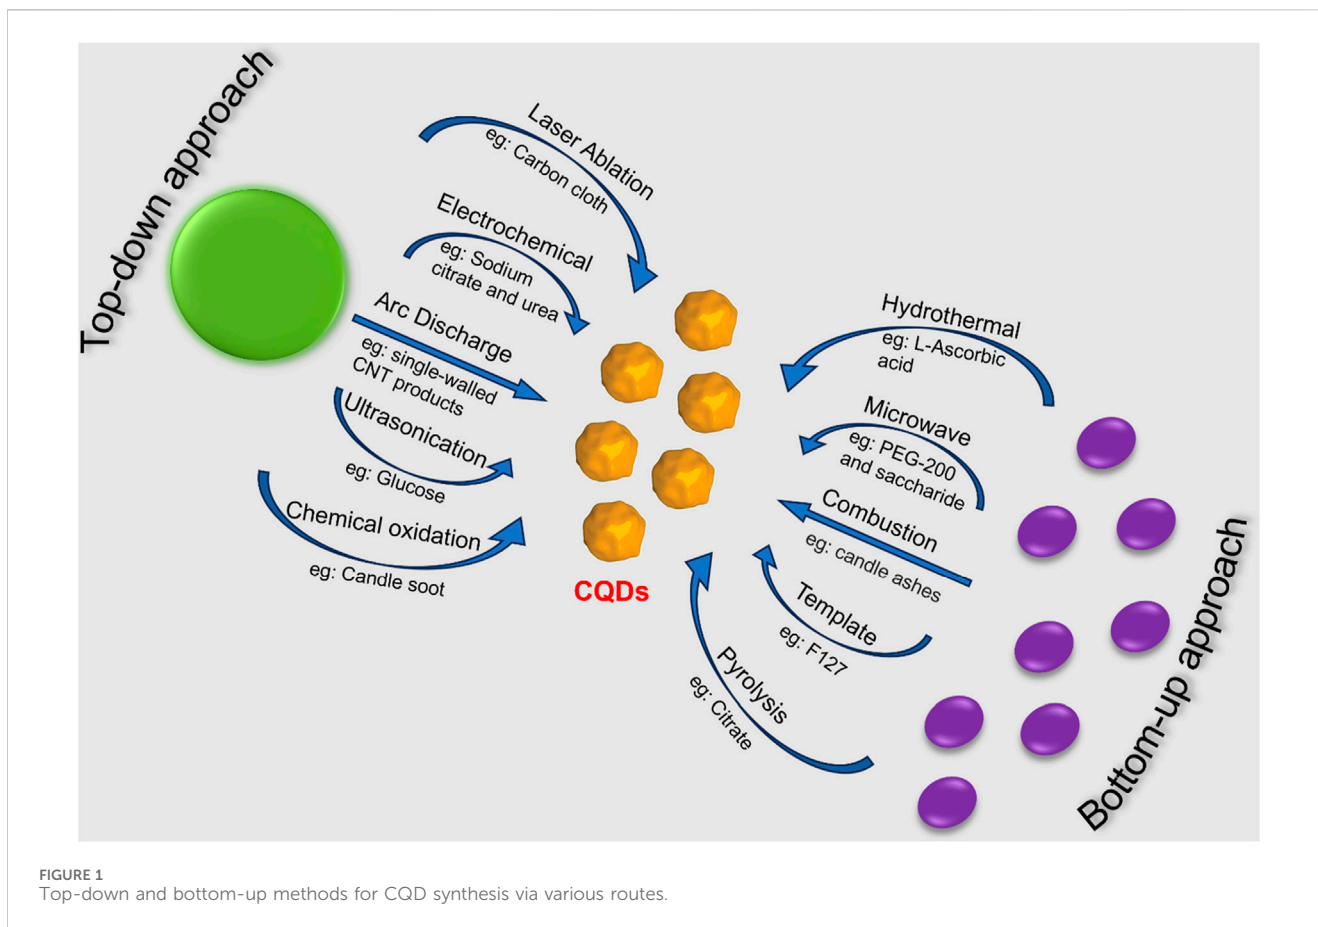 Top-down approach
Laser Ablation
eg: Carbon cloth
Electrochemical
eg: Sodium
citrate and urea
Arc Discharge
eg: single-walled
CNT products
Ultrasonication
eg: Glucose
Chemical oxidation
eg: Candle soot
CQDs
Hydrothermal
eg: L-Ascorbic
acid
Microwave
eg: PEG-200
and saccharide
Combustion
eg: candle ashes
Template
eg: F127
Pyrolysis
eg: Citrate
Bottom-up approach
FIGURE 1
Top-down and bottom-up methods for CQD synthesis via various routes.